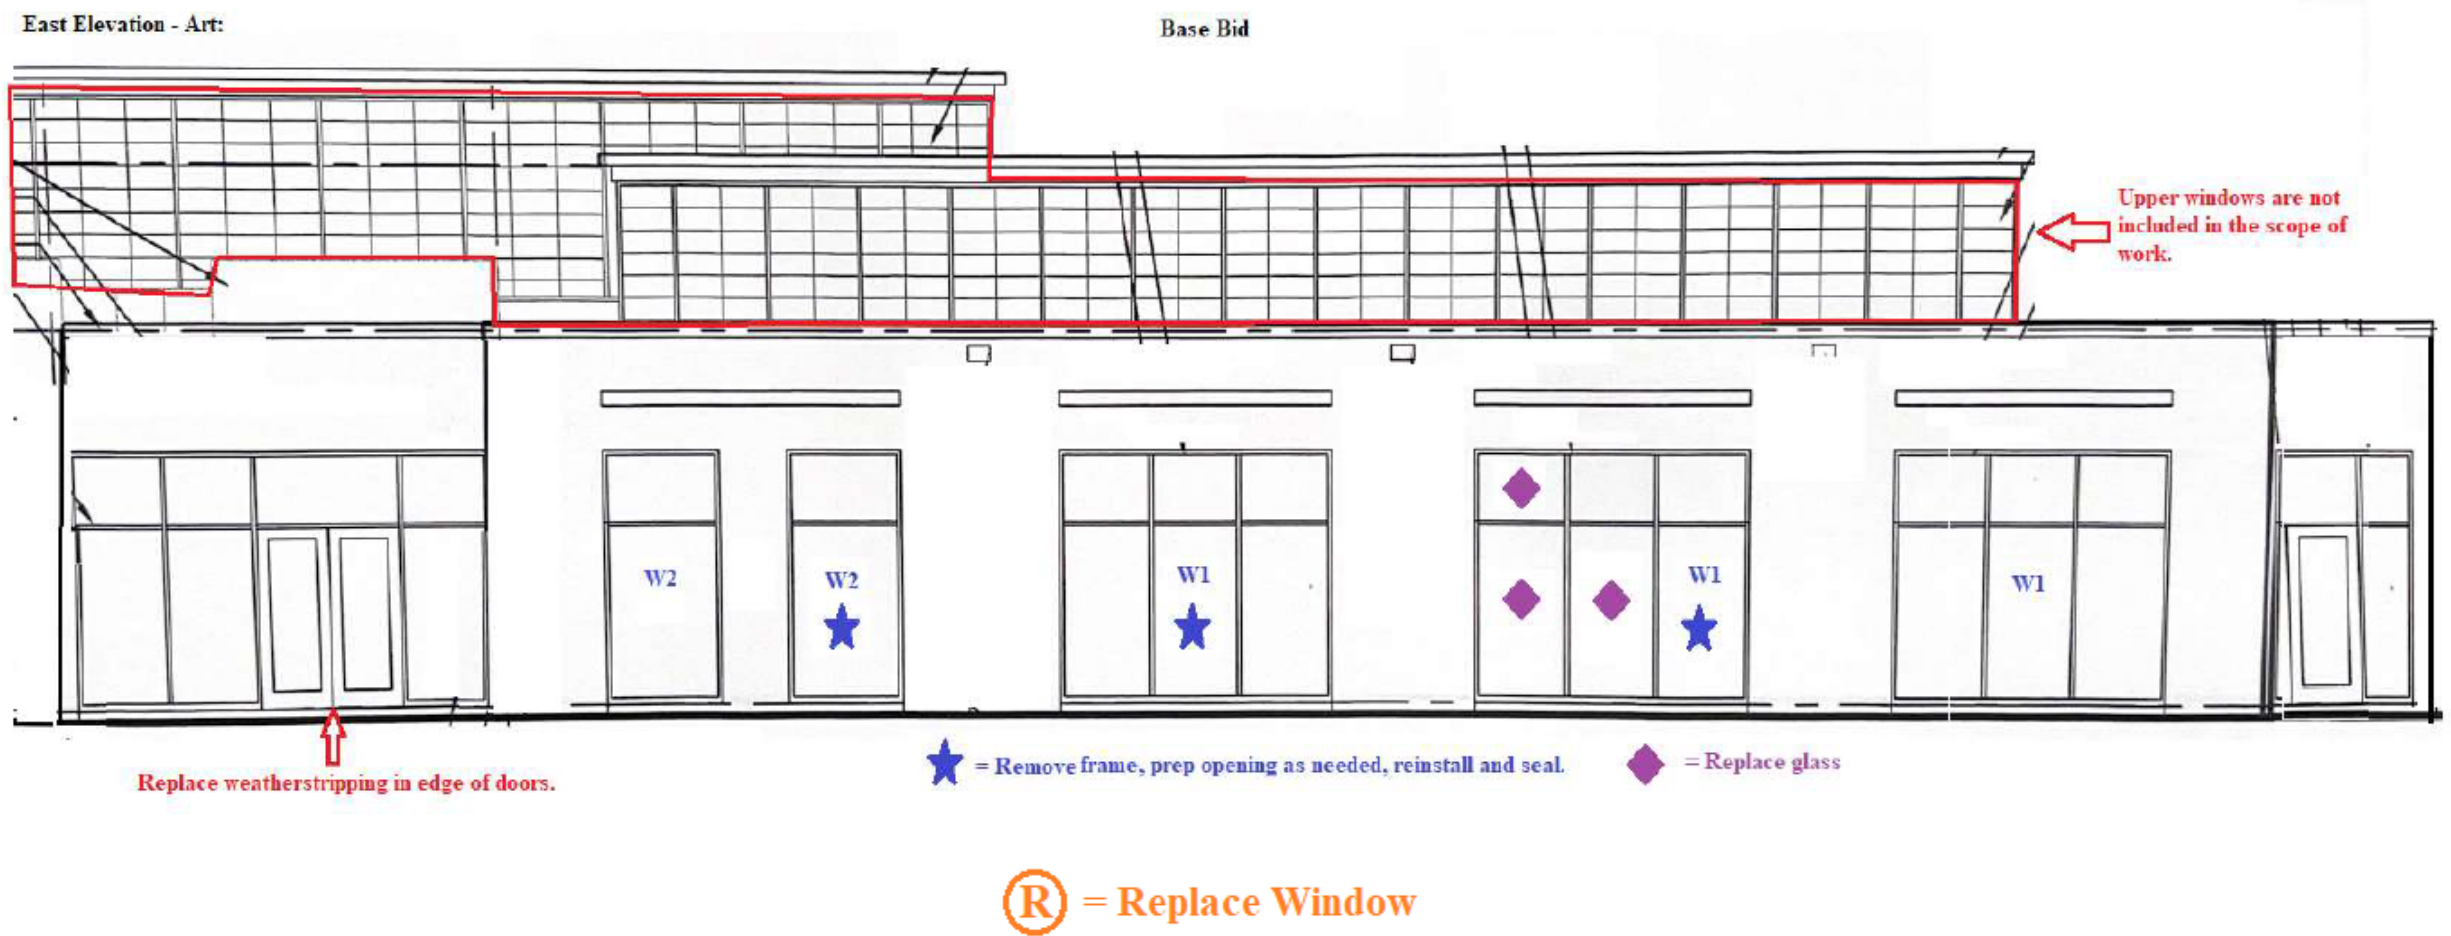 East Elevation - Art:
Base Bid
Upper windows are not
included in the scope of
work.
W2
W2
W1
W1
W1
Replace weatherstripping in edge of doors.
= Remove frame, prep opening as needed, reinstall and seal.
= Replace glass
R = Replace Window